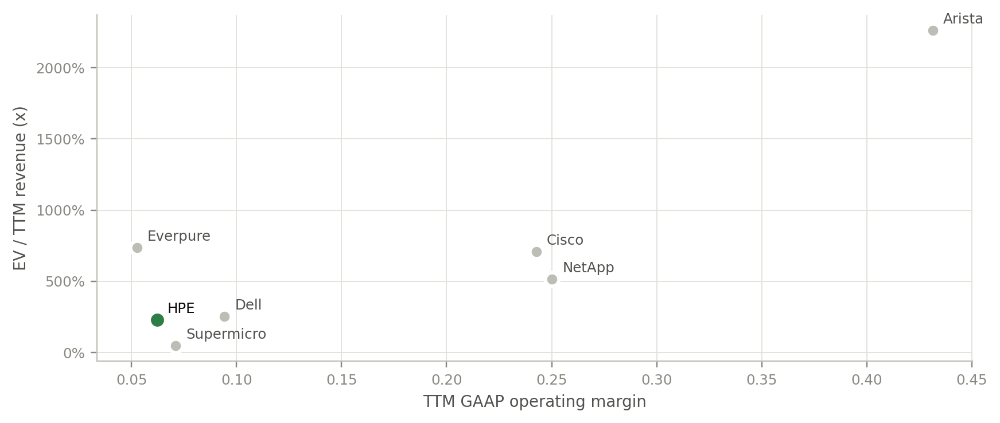 Arista
2000%
1500%
1000%
500%
0%
EV / TTM revenue (x)
Everpure
Cisco
NetApp
HPE
Dell
Supermicro
0.05 0.10 0.15 0.20 0.25 0.30 0.35 0.40 0.45
TTM GAAP operating margin